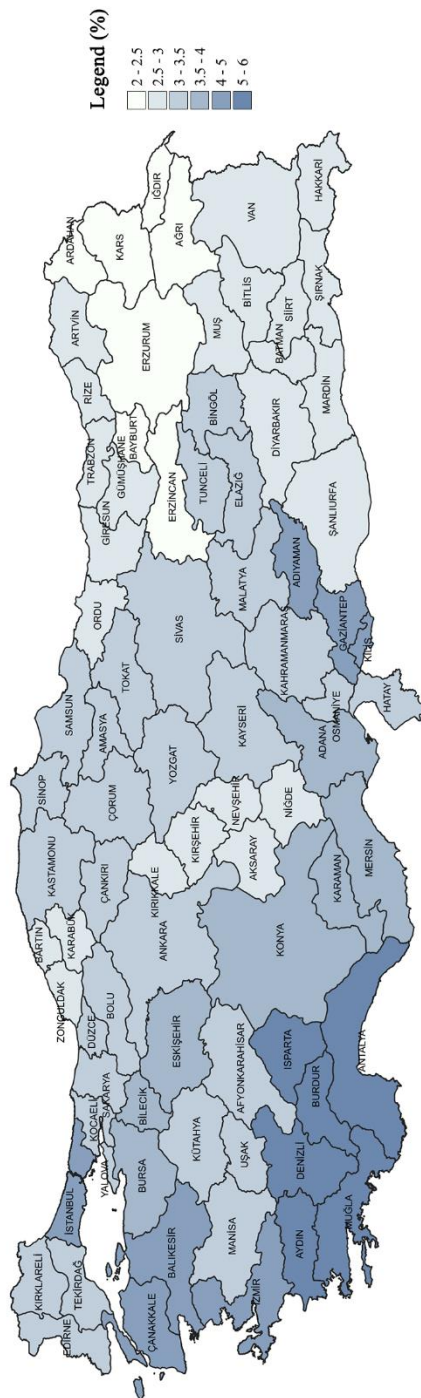 Legend (%)
2 - 2.5
2.5 - 3
3 - 3.5
3.5 - 4
4 - 5
5 - 6
KIRKLARELİ
EDİRNE
TEKİRDAĞ
İSTANBUL
ÇANAKKALE
BALIKESİR
YALOVA
KOCAELİ
SAKARYA
BURSA
BİLECİK
DÜZCE
BOLU
ZONGULDAK
BARTIN
KARABÜK
KASTAMONU
SİNOP
SAMSUN
ÇANKIRI
ÇORUM
AMASYA
TOKAT
ORDU
GİRESUN
TRABZON
GÜMÜŞHANE
BAYBURT
RİZE
ARTVİN
ARDAHAN
KARS
IĞDIR
AĞRI
ERZURUM
ERZİNCAN
SİVAS
YOZGAT
KIRIKKALE
ANKARA
ESKİŞEHİR
KÜTAHYA
MANİSA
İZMİR
UŞAK
AFYONKARAHİSAR
KIRŞEHİR
NEVŞEHİR
AKSARAY
NİĞDE
KAYSERİ
MALATYA
TUNCELİ
ELAZIĞ
BİNGÖL
MUŞ
BİTLİS
VAN
HAKKARİ
ŞIRNAK
SİİRT
BATMAN
MARDİN
DİYARBAKIR
ŞANLIURFA
ADIYAMAN
KAHRAMANMARAŞ
GAZİANTEP
KİLİS
OSMANİYE
HATAY
ADANA
MERSİN
KARAMAN
KONYA
ISPARTA
BURDUR
ANTALYA
DENİZLİ
AYDIN
MUĞLA